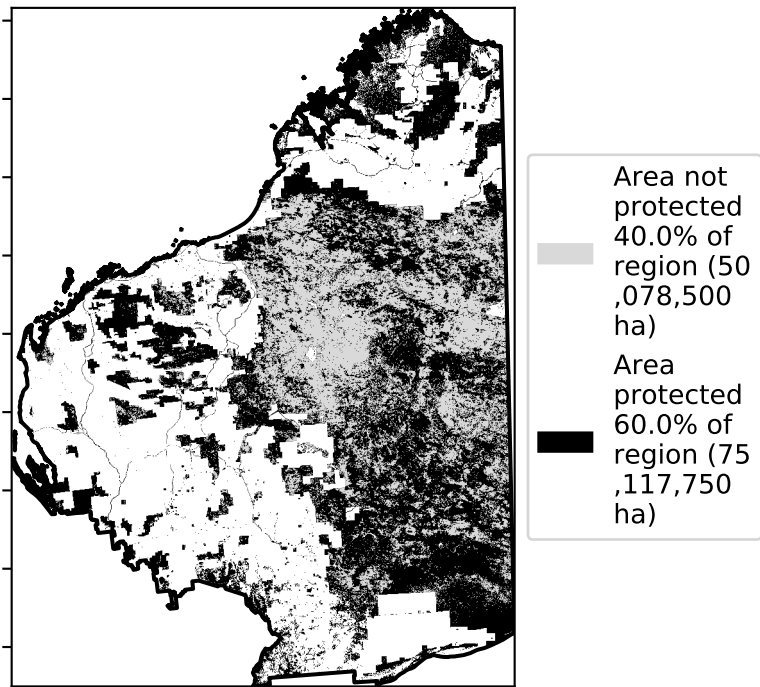 Area not
protected
40.0% of
region (50
,078,500
ha)
Area
protected
60.0% of
region (75
,117,750
ha)